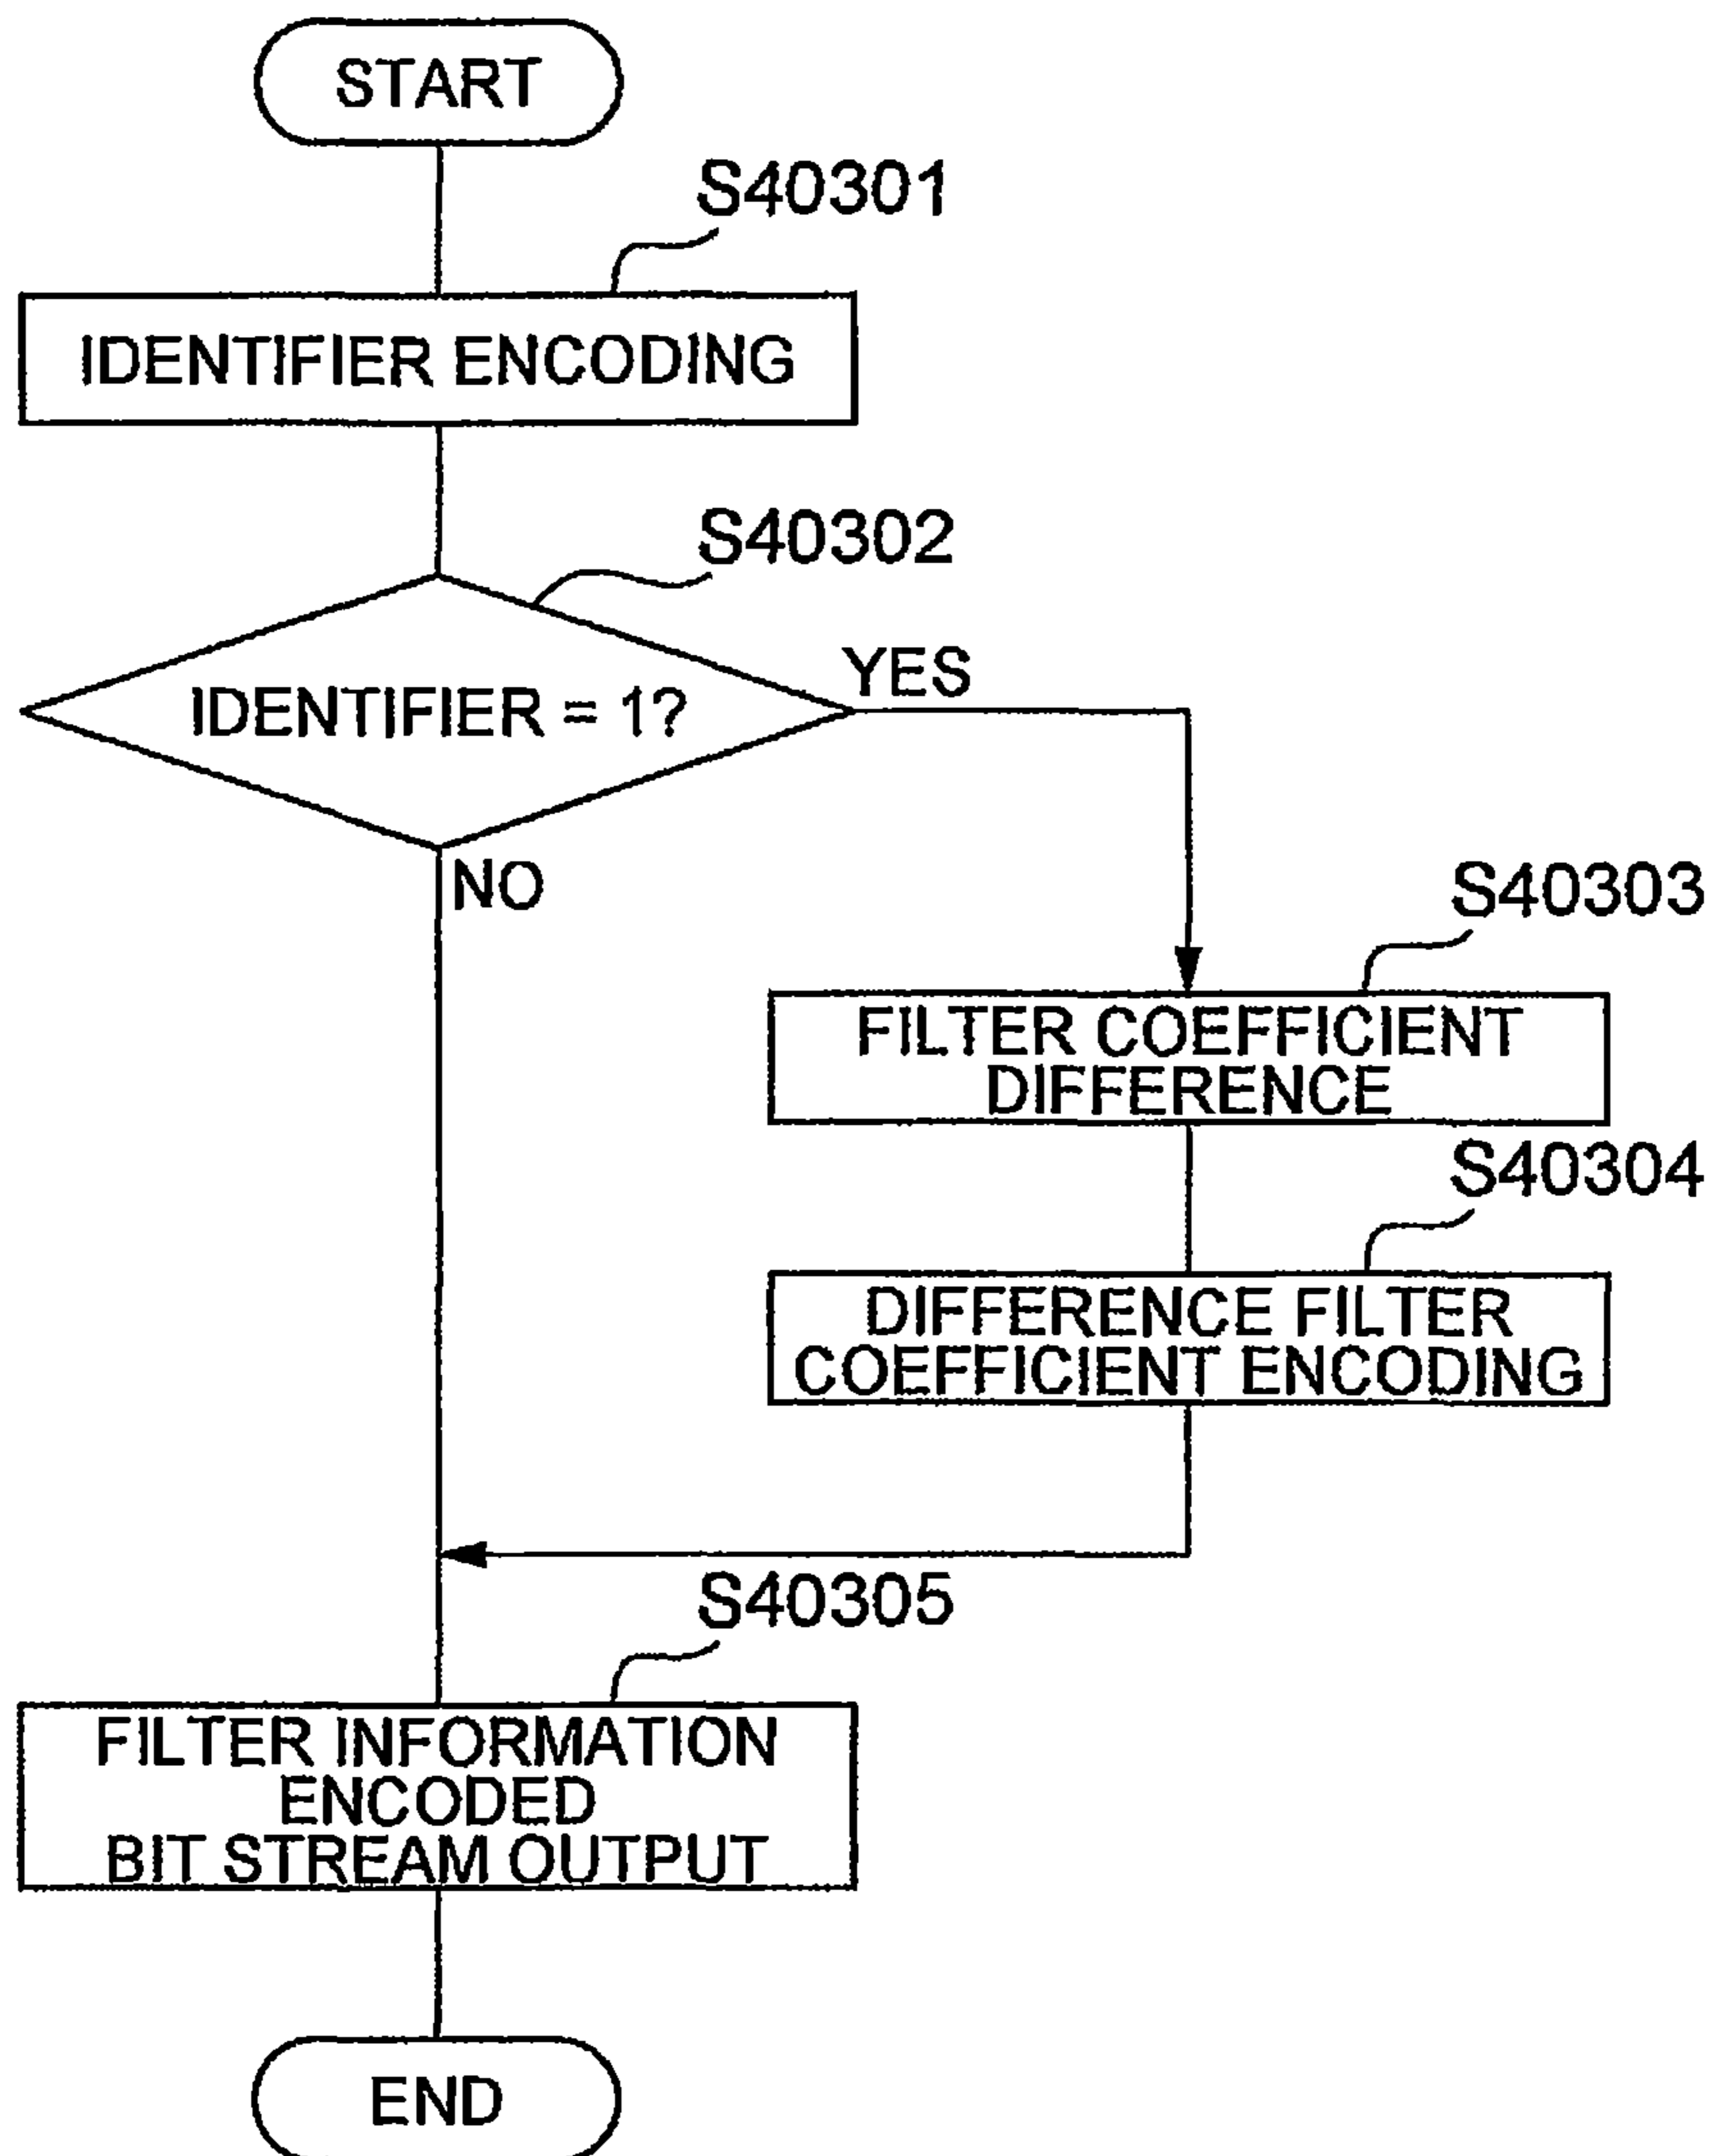 START
S40301
IDENTIFIER ENCODING
S40302
IDENTIFIER = 1?
YES
NO
S40303
FILTER COEFFICIENT
DIFFERENCE
S40304
DIFFERENCE FILTER
COEFFICIENT ENCODING
S40305
FILTER INFORMATION
ENCODED
BIT STREAM OUTPUT
END